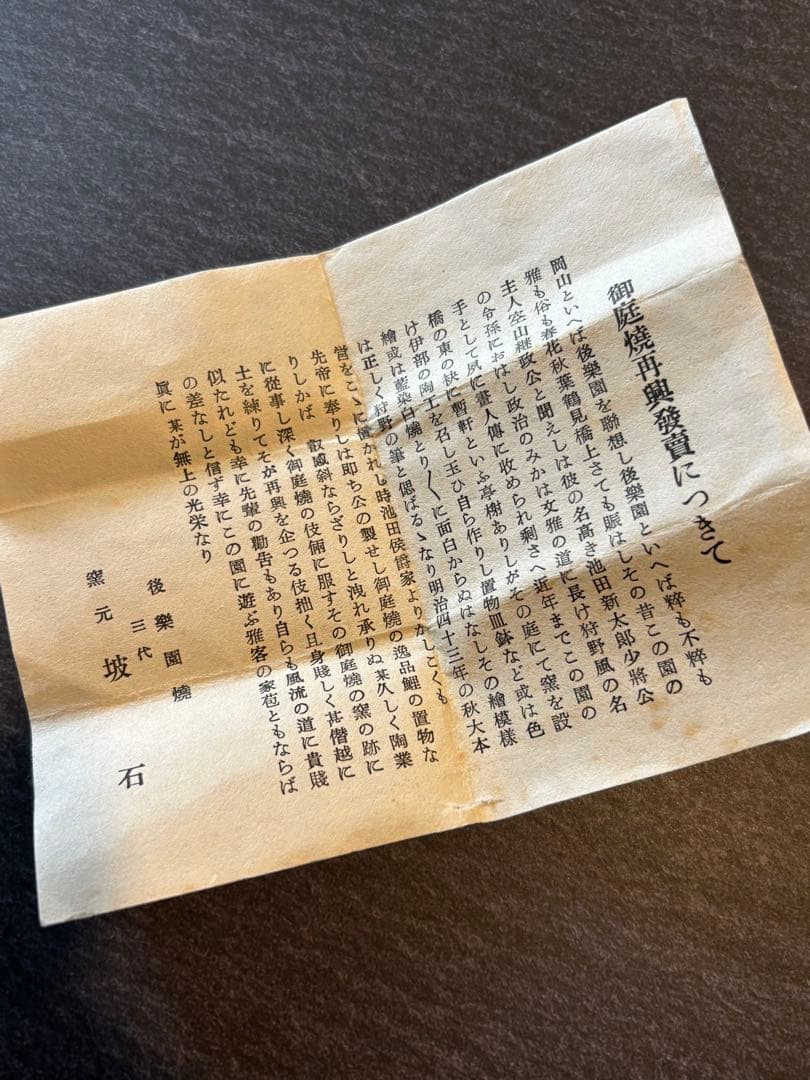 御庭燒再興發賣につきて
岡山といへば後樂園を聯想し後樂園といへば粹も不粹も
雅も俗も春花秋葉鶴見橋上さても賑はしその昔この園の
主人空山継政公と聞えしは彼の名高き池田新太郎少將公
の令孫におはし政治のみかは文雅の道に長け狩野風の名
手として夙に畫人傳に收められ剰さへ近年までこの園の
橋の東の袂に暫軒といふ亭榭ありしがその庭にて窯を設
け伊部の陶工を召し玉ひ自ら作りし置物皿鉢など或は色
繪或は藍染白燒とり〲に面白からぬはなしその繪模樣
は正しく狩野の筆と偲ばるゝなり明治四十三年の秋大本
營をこゝに置かれし時池田侯爵家よりかしこくも
先帝に奉りしは即ち公の製せし御庭燒の逸品鯉の置物な
りしかば 叡感斜ならざりしと洩れ承りぬ某久しく陶業
に從事し深く御庭燒の伎倆に服すその御庭燒の窯の跡に
土を練りてそが再興を企つる伎拙く且身賤しく甚僭越に
似たれども幸に先輩の勸告もあり自らも風流の道に貴賤
の差なしと信ず幸にこの園に遊ぶ雅客の家苞ともならば
眞に某が無上の光栄なり
後樂園燒
三代
窯元 坡石